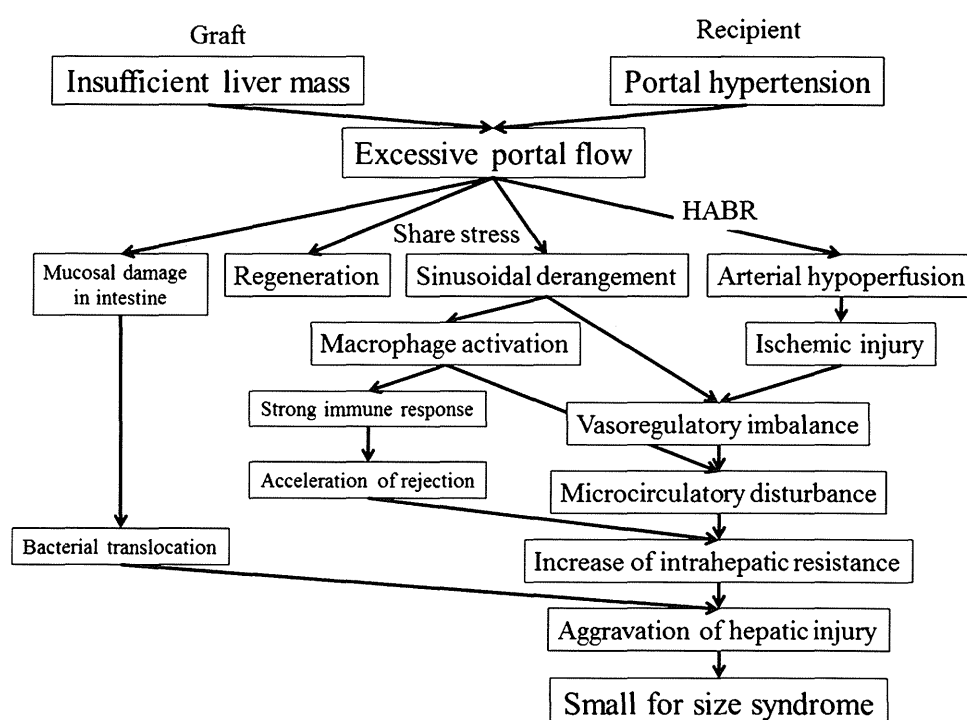 Graft
Recipient
Insufficient liver mass
Portal hypertension
Excessive portal flow
HABR
Share stress
Mucosal damage
in intestine
Regeneration
Sinusoidal derangement
Arterial hypoperfusion
Macrophage activation
Ischemic injury
Strong immune response
Vasoregulatory imbalance
Acceleration of rejection
Microcirculatory disturbance
Bacterial translocation
Increase of intrahepatic resistance
Aggravation of hepatic injury
Small for size syndrome